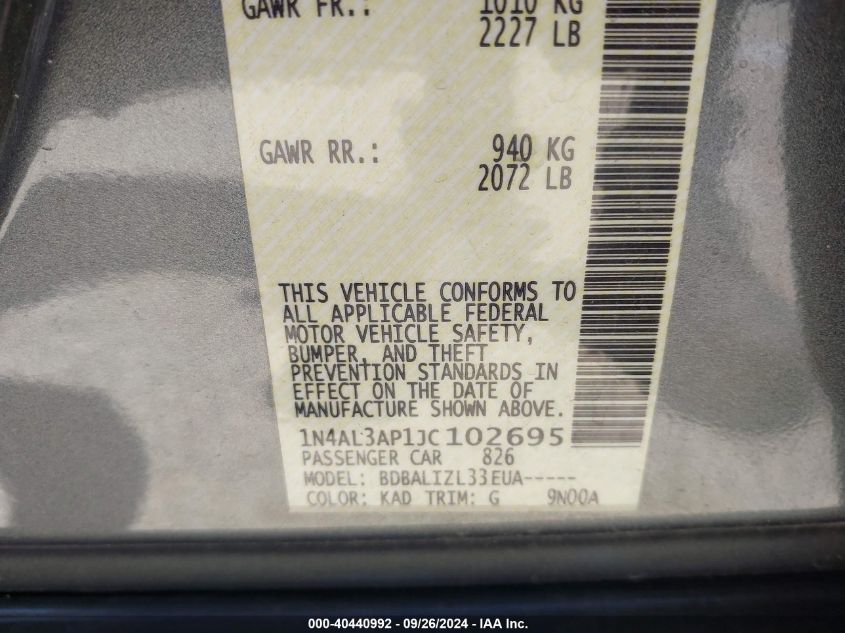 GAWR FR.: 1010 KG
2227 LB
GAWR RR.: 940 KG
2072 LB
THIS VEHICLE CONFORMS TO
ALL APPLICABLE FEDERAL
MOTOR VEHICLE SAFETY,
BUMPER, AND THEFT
PREVENTION STANDARDS IN
EFFECT ON THE DATE OF
MANUFACTURE SHOWN ABOVE.
1N4AL3AP1JC102695
PASSENGER CAR 826
MODEL: BDBALIZL33EUA-----
COLOR: KAD TRIM: G 9N00A
000-40440992 - 09/26/2024 - IAA Inc.